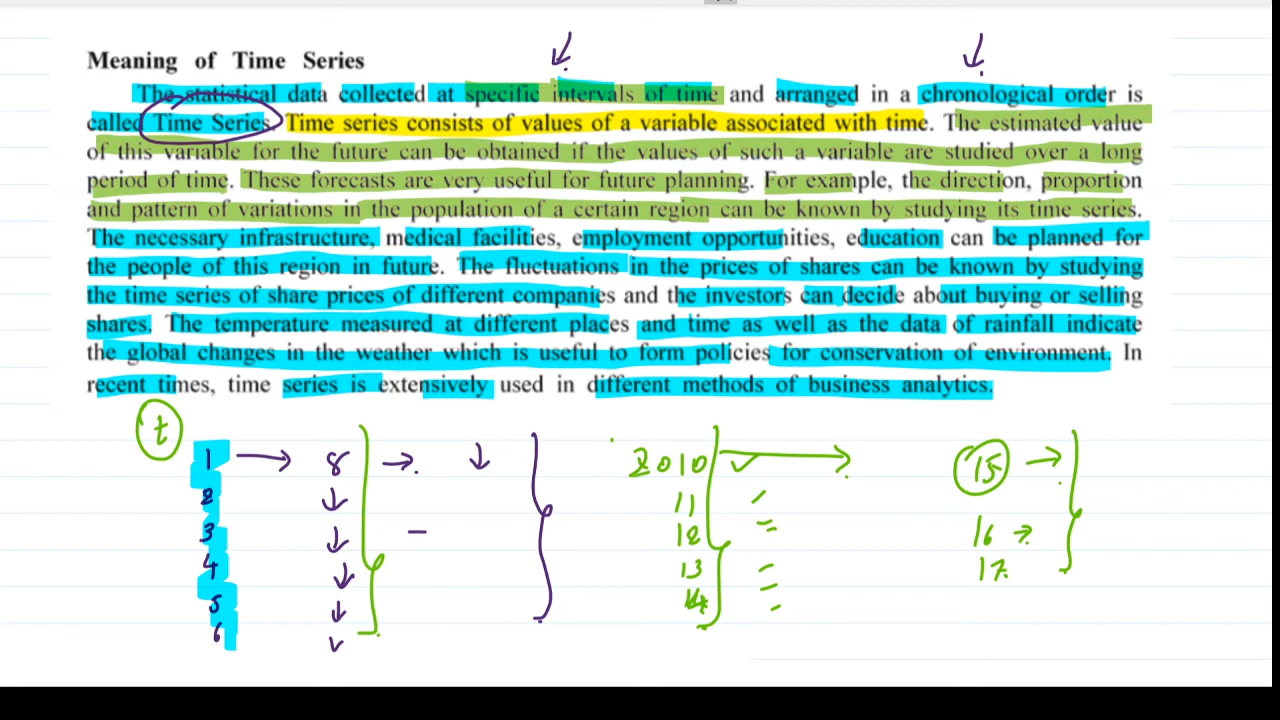 Meaning of Time Series
The statistical data collected at specific intervals of time and arranged in a chronological order is
called Time Series. Time series consists of values of a variable associated with time. The estimated value
of this variable for the future can be obtained if the values of such a variable are studied over a long
period of time. These forecasts are very useful for future planning. For example, the direction, proportion
and pattern of variations in the population of a certain region can be known by studying its time series.
The necessary infrastructure, medical facilities, employment opportunities, education can be planned for
the people of this region in future. The fluctuations in the prices of shares can be known by studying
the time series of share prices of different companies and the investors can decide about buying or selling
shares. The temperature measured at different places and time as well as the data of rainfall indicate
the global changes in the weather which is useful to form policies for conservation of environment. In
recent times, time series is extensively used in different methods of business analytics.
t
1 → 8 → ↓ 2010 ✓ → 15 →
2 ↓ 11
3 ↓ – 12 = 16 →
4 ↓ 13 = 17
5 ↓ 14
6